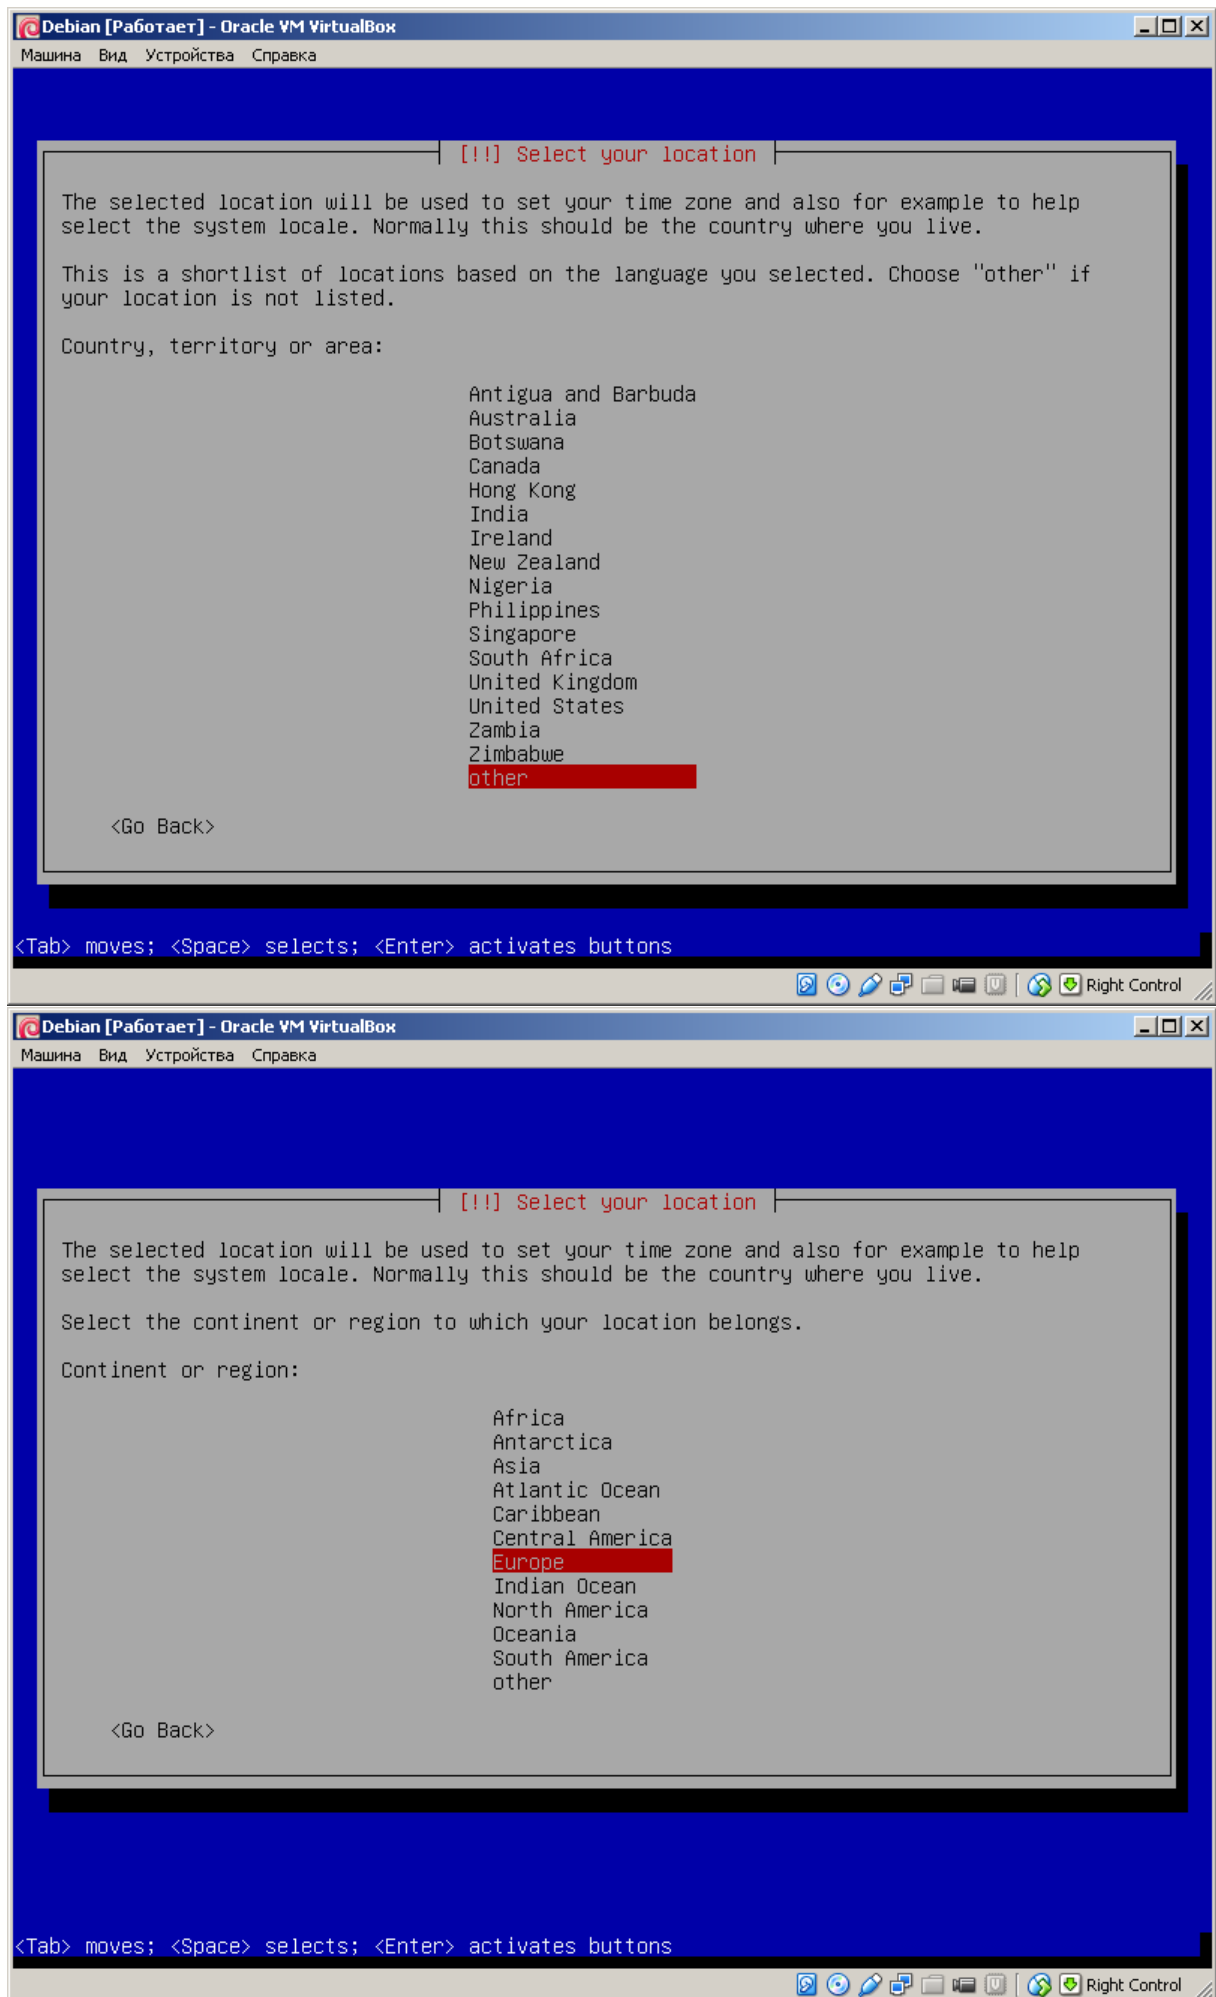 Debian [Работает] - Oracle VM VirtualBox
Машина Вид Устройства Справка
[!!] Select your location
The selected location will be used to set your time zone and also for example to help
select the system locale. Normally this should be the country where you live.
This is a shortlist of locations based on the language you selected. Choose "other" if
your location is not listed.
Country, territory or area:
Antigua and Barbuda
Australia
Botswana
Canada
Hong Kong
India
Ireland
New Zealand
Nigeria
Philippines
Singapore
South Africa
United Kingdom
United States
Zambia
Zimbabwe
other
<Go Back>
<Tab> moves; <Space> selects; <Enter> activates buttons
Right Control
Debian [Работает] - Oracle VM VirtualBox
Машина Вид Устройства Справка
[!!] Select your location
The selected location will be used to set your time zone and also for example to help
select the system locale. Normally this should be the country where you live.
Select the continent or region to which your location belongs.
Continent or region:
Africa
Antarctica
Asia
Atlantic Ocean
Caribbean
Central America
Europe
Indian Ocean
North America
Oceania
South America
other
<Go Back>
<Tab> moves; <Space> selects; <Enter> activates buttons
Right Control